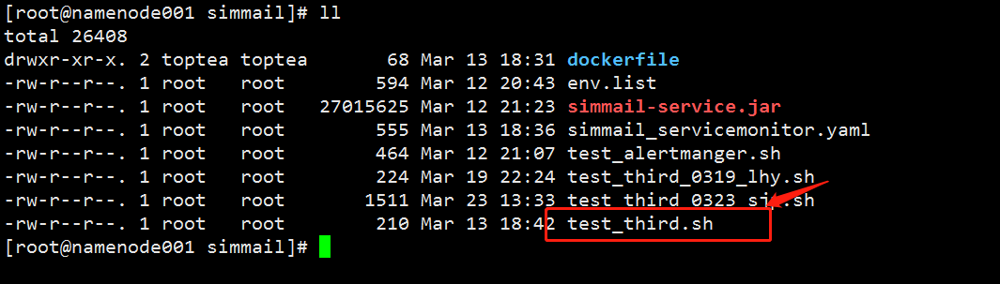 [root@namenode001 simmail]# ll
total 26408
drwxr-xr-x. 2 toptea toptea 68 Mar 13 18:31 dockerfile
-rw-r--r--. 1 root root 594 Mar 12 20:43 env.list
-rw-r--r--. 1 root root 27015625 Mar 12 21:23 simmail-service.jar
-rw-r--r--. 1 root root 555 Mar 13 18:36 simmail_servicemonitor.yaml
-rw-r--r--. 1 root root 464 Mar 12 21:07 test_alertmanger.sh
-rw-r--r--. 1 root root 224 Mar 19 22:24 test_third_0319_lhy.sh
-rw-r--r--. 1 root root 1511 Mar 23 13:33
-rw-r--r--. 1 root root 210 Mar 13 18:42 test_third.sh
[root@namenode001 simmail]#